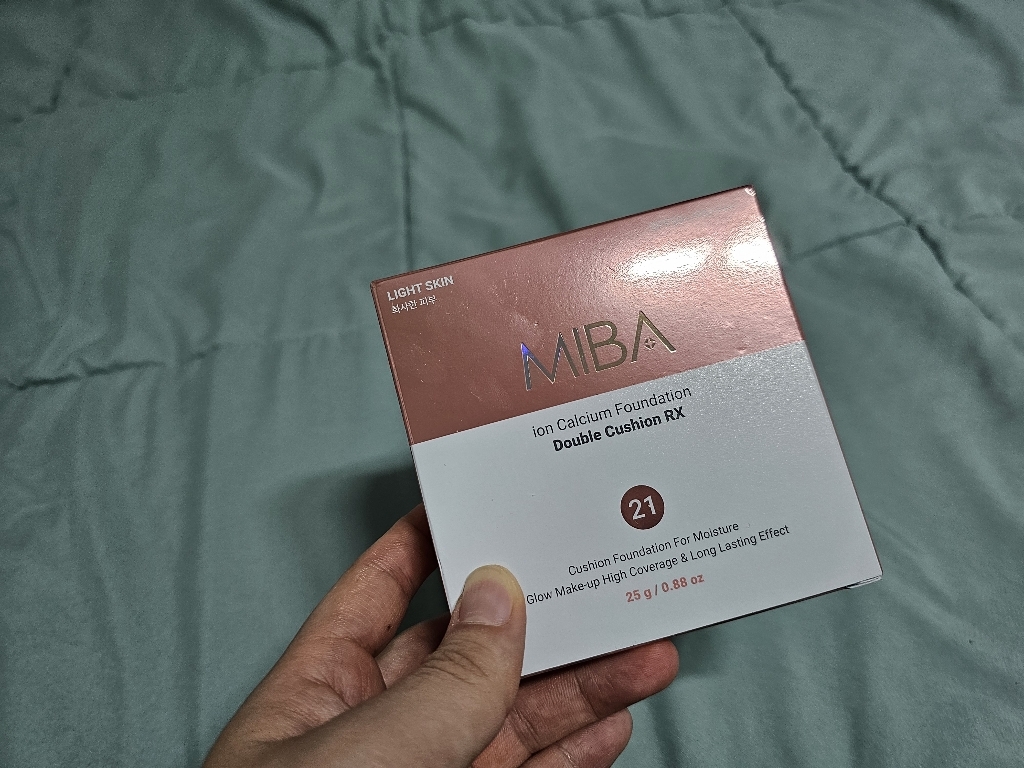 LIGHT SKIN
화사한 피부
MIBA
ion Calcium Foundation
Double Cushion RX
21
Cushion Foundation For Moisture
Glow Make-up High Coverage & Long Lasting Effect
25 g / 0.88 oz